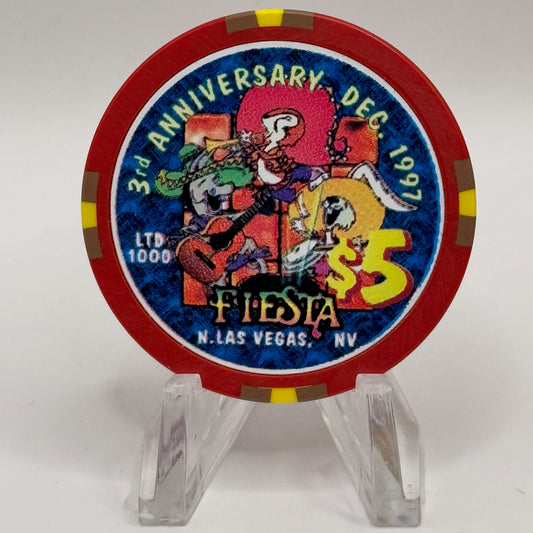 3rd ANNIVERSARY, DEC. 1997
LTD
1000
$5
FIESTA
N.LAS VEGAS, NV